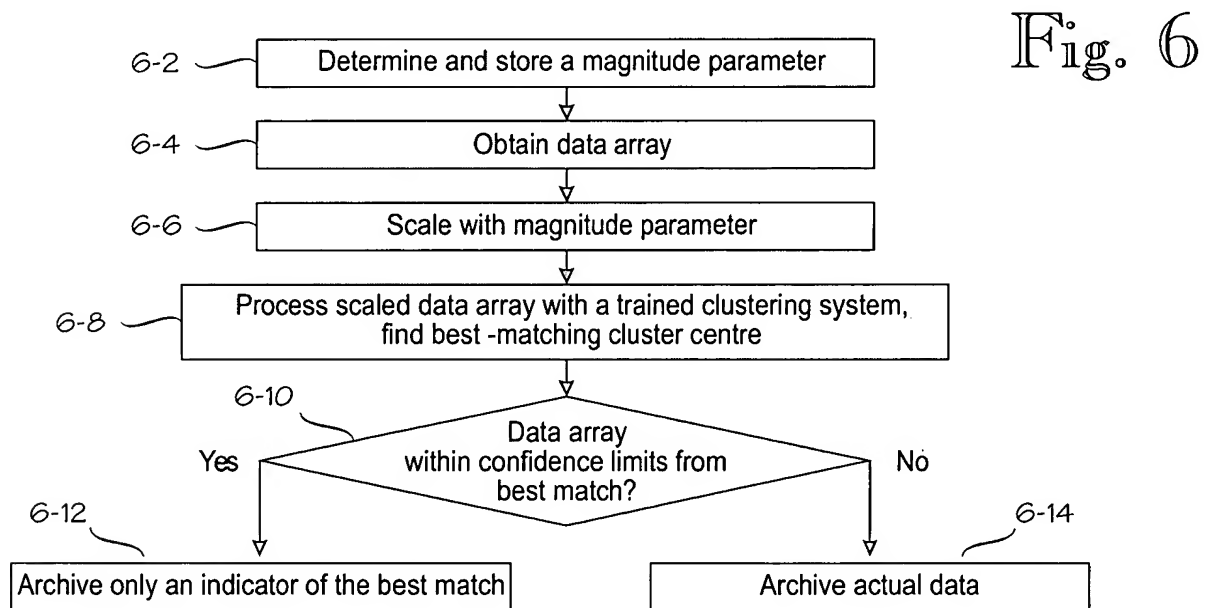 Fig. 6
6-2
Determine and store a magnitude parameter
6-4
Obtain data array
6-6
Scale with magnitude parameter
6-8
Process scaled data array with a trained clustering system,
find best -matching cluster centre
6-10
Data array
within confidence limits from
best match?
Yes
No
6-12
6-14
Archive only an indicator of the best match
Archive actual data